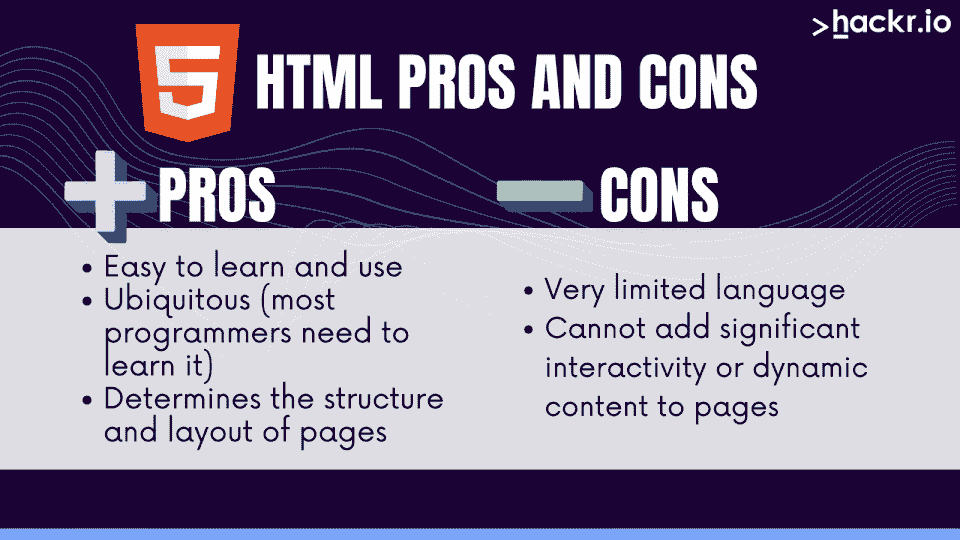 >hackr.io
HTML PROS AND CONS
PROS
• Easy to learn and use
• Ubiquitous (most
programmers need to
learn it)
• Determines the structure
and layout of pages
CONS
• Very limited language
• Cannot add significant
interactivity or dynamic
content to pages